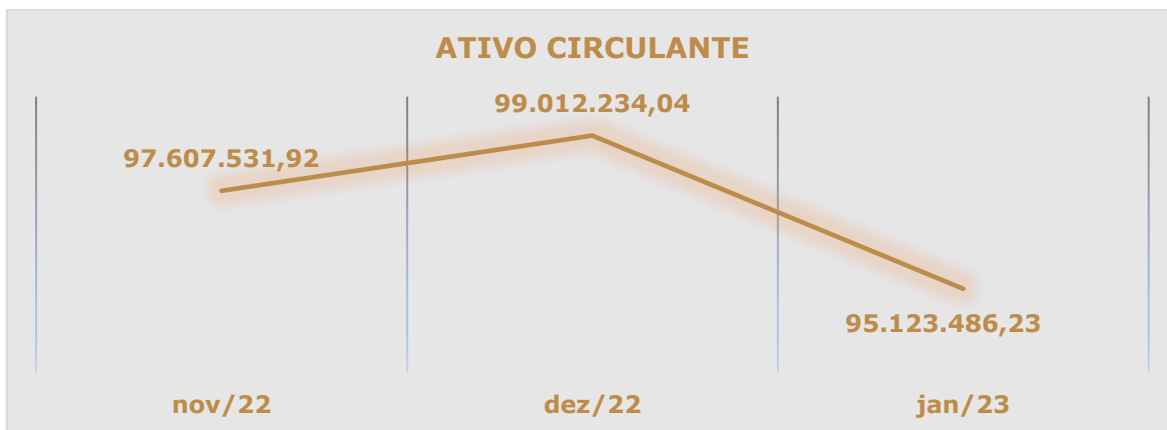 ATIVO CIRCULANTE
99.012.234,04
97.607.531,92
95.123.486,23
nov/22 dez/22 jan/23